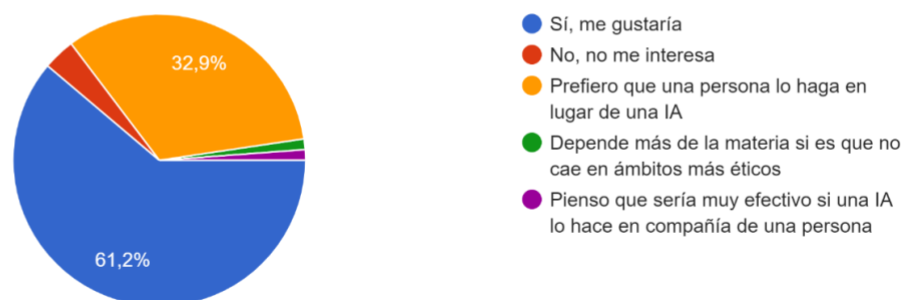 32,9%
61,2%
Sí, me gustaría
No, no me interesa
Prefiero que una persona lo haga en
lugar de una IA
Depende más de la materia si es que no
cae en ámbitos más éticos
Pienso que sería muy efectivo si una IA
lo hace en compañía de una persona